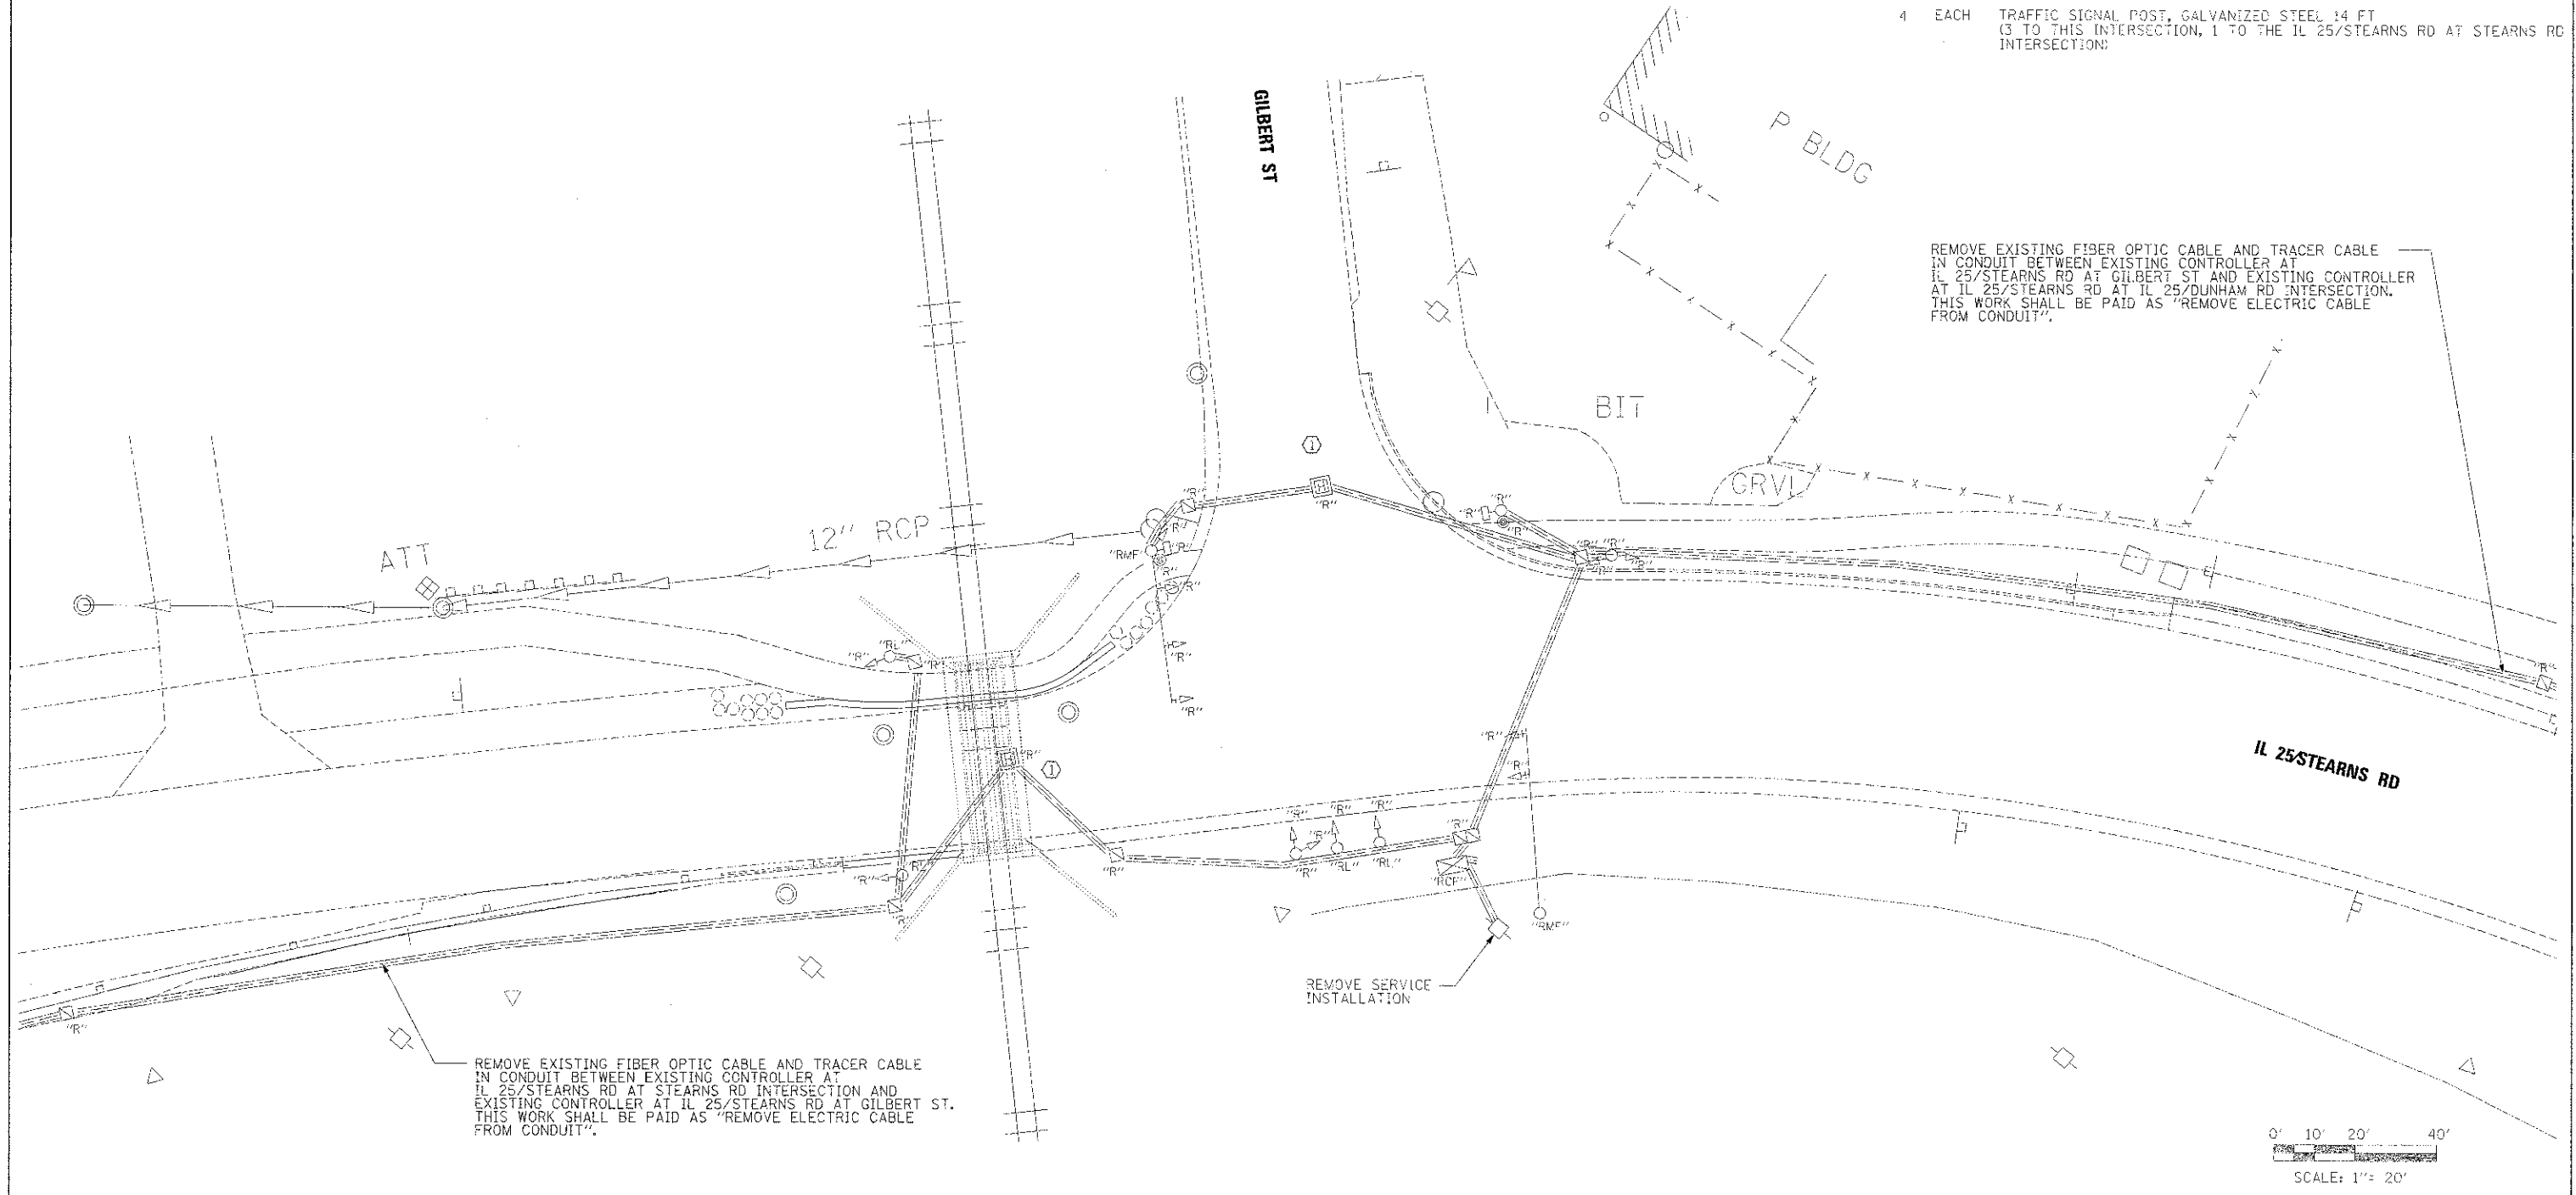 4 EACH TRAFFIC SIGNAL POST, GALVANIZED STEEL 14 FT
(3 TO THIS INTERSECTION, 1 TO THE IL 25/STEARNS RD AT STEARNS RD
INTERSECTION)
GILBERT ST
P BLDG
REMOVE EXISTING FIBER OPTIC CABLE AND TRACER CABLE
IN CONDUIT BETWEEN EXISTING CONTROLLER AT
IL 25/STEARNS RD AT GILBERT ST AND EXISTING CONTROLLER
AT IL 25/STEARNS RD AT IL 25/DUNHAM RD INTERSECTION.
THIS WORK SHALL BE PAID AS "REMOVE ELECTRIC CABLE
FROM CONDUIT".
BIT
1
GRVL
"R"
"R"
"R"
"R"
"R"
"R"
12" RCP
ATT
"RMF"
"R"
"R"
"R"
"R"
"R"
"R"
"R"
"RL"
"R"
"R"
"R"
"R"
"R"
"R"
"R"
"R"
1
IL 25/STEARNS RD
"R"
"R"
"R"
"R"
"R"
"RL"
"R"
"R"
"R"
"RL"
"RL"
"RCF"
"R"
"RMF"
REMOVE SERVICE
INSTALLATION
"R"
REMOVE EXISTING FIBER OPTIC CABLE AND TRACER CABLE
IN CONDUIT BETWEEN EXISTING CONTROLLER AT
IL 25/STEARNS RD AT STEARNS RD INTERSECTION AND
EXISTING CONTROLLER AT IL 25/STEARNS RD AT GILBERT ST.
THIS WORK SHALL BE PAID AS "REMOVE ELECTRIC CABLE
FROM CONDUIT".
0' 10' 20' 40'
SCALE: 1"= 20'